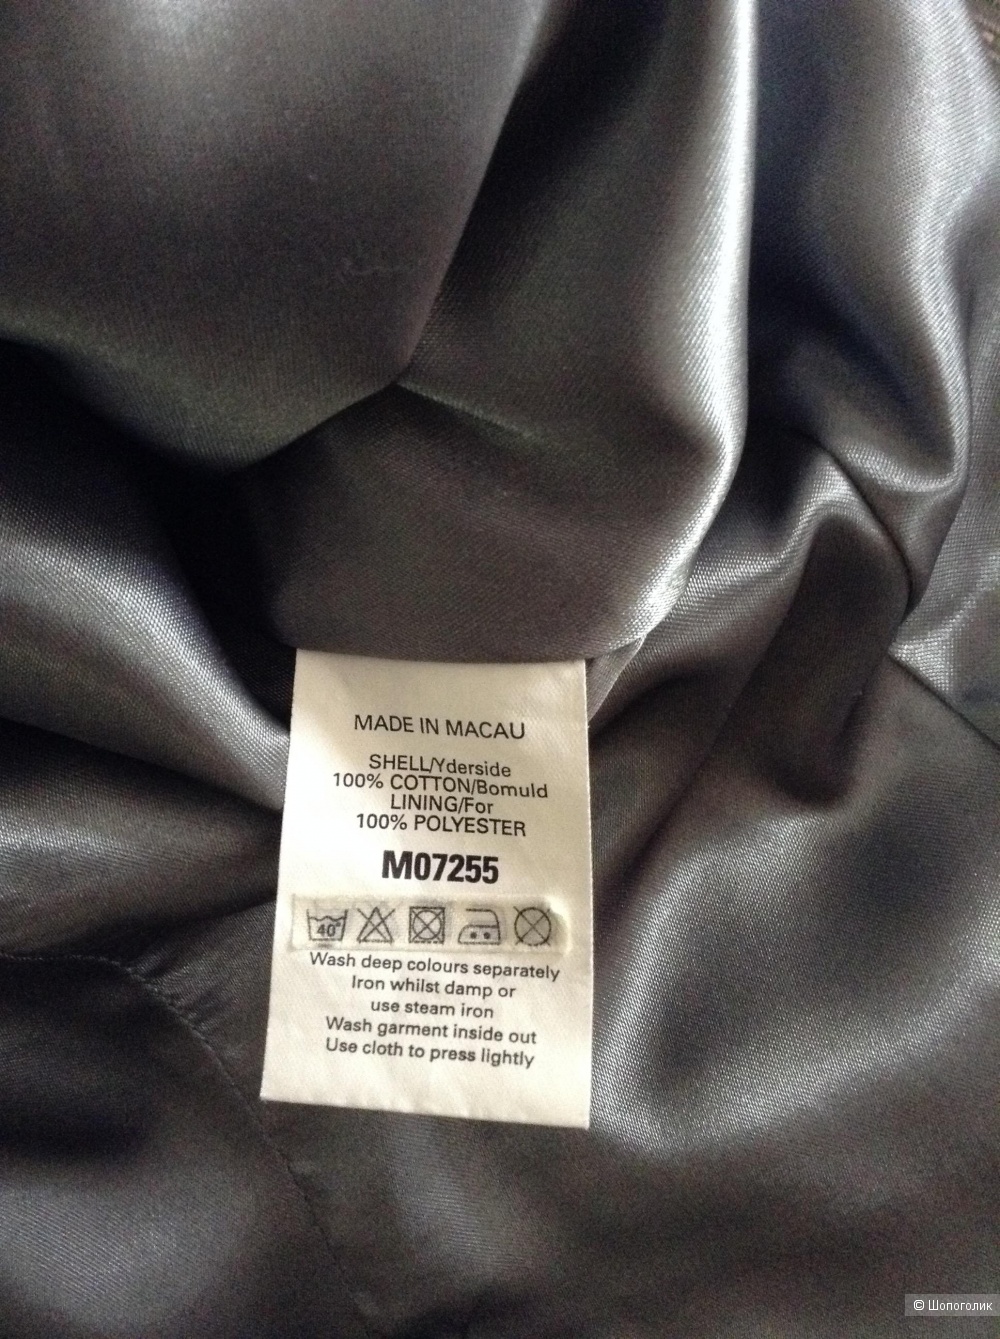 MADE IN MACAU
SHELL/Yderside
100% COTTON/Bomuld
LINING/For
100% POLYESTER
M07255
40°
Wash deep colours separately
Iron whilst damp or
use steam iron
Wash garment inside out
Use cloth to press lightly
© Шопоголик